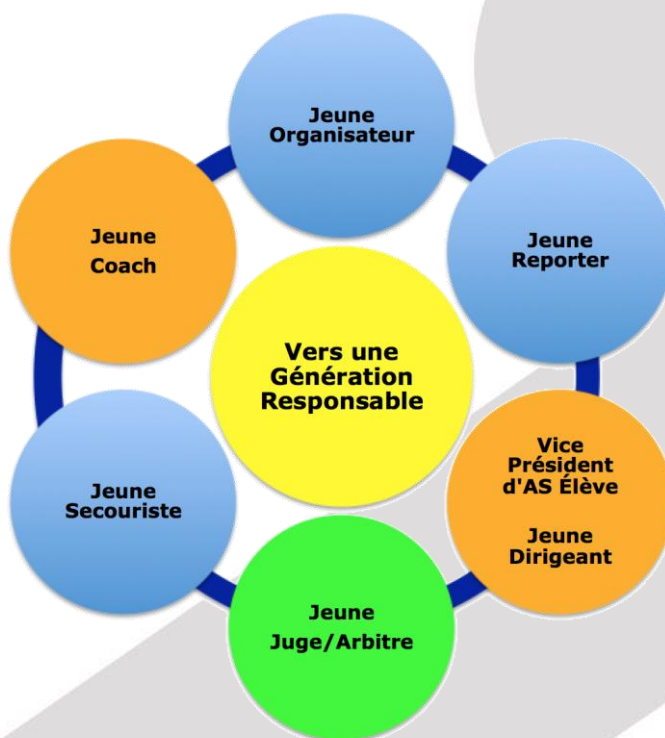 Jeune
Organisateur
Jeune
Reporter
Vice
Président
d'AS Élève
Jeune
Dirigeant
Jeune
Juge/Arbitre
Jeune
Secouriste
Jeune
Coach
Vers une
Génération
Responsable